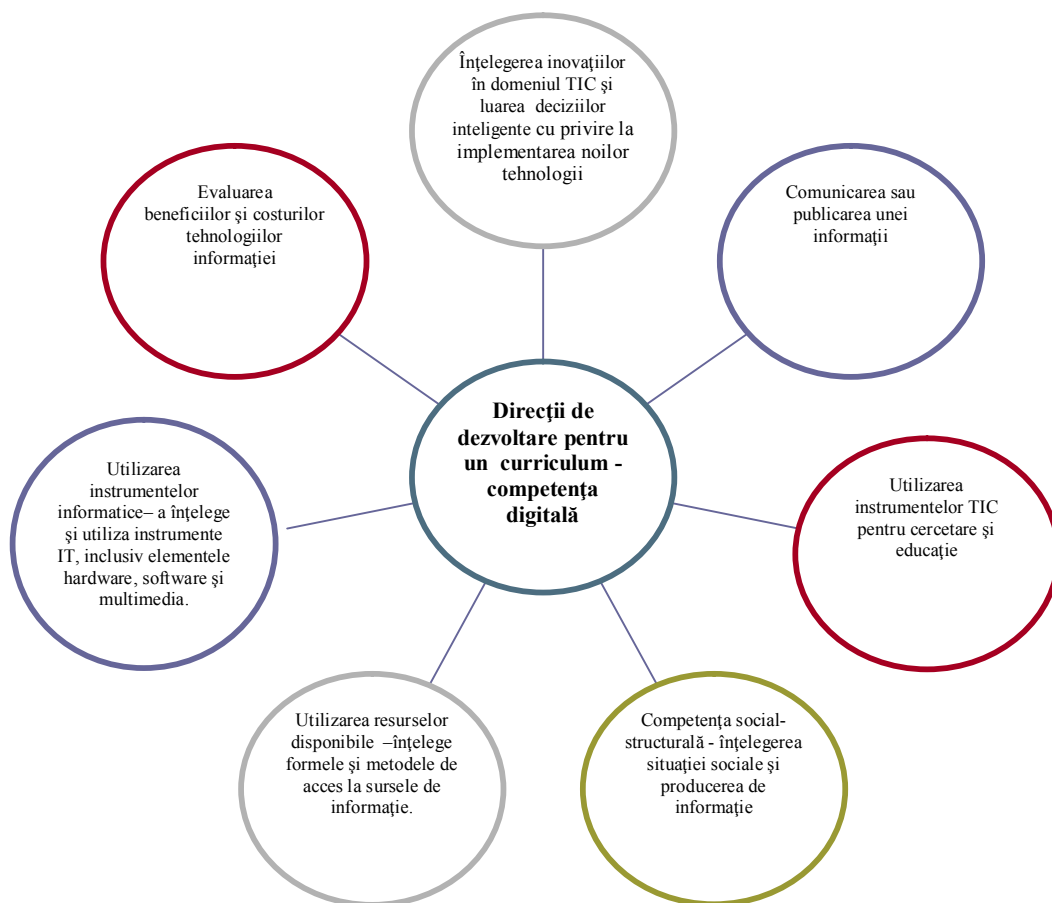 Înţelegerea inovaţiilor
în domeniul TIC şi
luarea deciziilor
inteligente cu privire la
implementarea noilor
tehnologii
Comunicarea sau
publicarea unei
informaţii
Utilizarea
instrumentelor TIC
pentru cercetare şi
educaţie
Competenţa social-
structurală - înţelegerea
situaţiei sociale şi
producerea de
informaţie
Utilizarea resurselor
disponibile –înţelege
formele şi metodele de
acces la sursele de
informaţie.
Utilizarea
instrumentelor
informatice– a înţelege
şi utiliza instrumente
IT, inclusiv elementele
hardware, software şi
multimedia.
Evaluarea
beneficiilor şi costurilor
tehnologiilor
informaţiei
Direcţii de
dezvoltare pentru
un curriculum -
competenţa
digitală